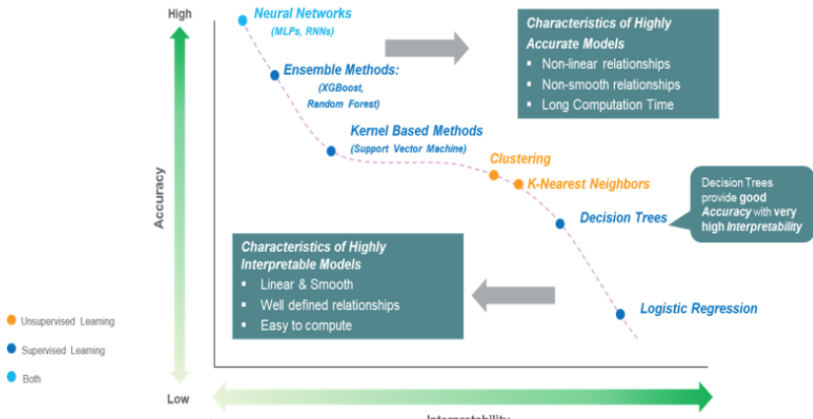 High
Neural Networks
(MLPs, RNNs)
Characteristics of Highly
Accurate Models
▪ Non-linear relationships
▪ Non-smooth relationships
▪ Long Computation Time
Ensemble Methods:
(XGBoost,
Random Forest)
Kernel Based Methods
(Support Vector Machine)
Clustering
K-Nearest Neighbors
Decision Trees
Decision Trees
provide good
Accuracy with very
high Interpretability
Accuracy
Characteristics of Highly
Interpretable Models
▪ Linear & Smooth
▪ Well defined relationships
▪ Easy to compute
Logistic Regression
Unsupervised Learning
Supervised Learning
Both
Low
Interpretability